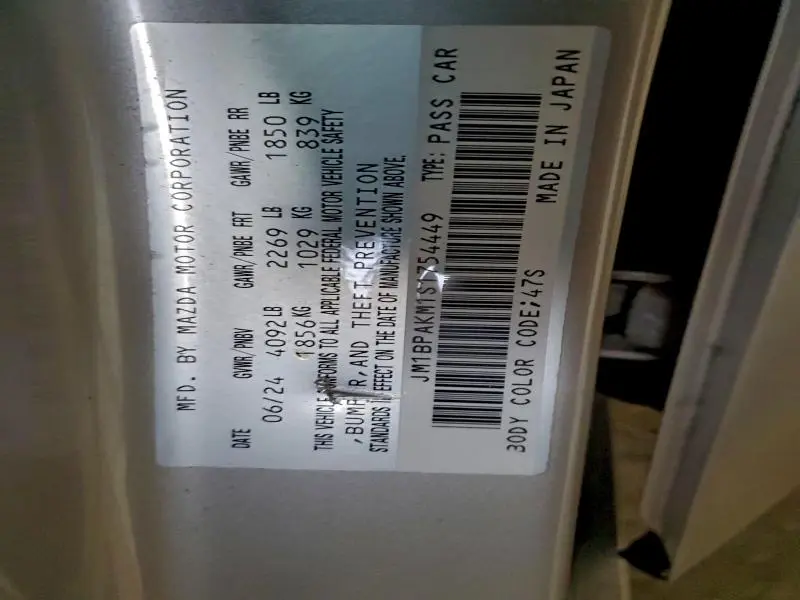 MFD. BY MAZDA MOTOR CORPORATION
DATE GVWR/PNBV GAWR/PNBE FRT GAWR/PNBE RR
06/24 4092LB 2269 LB 1850 LB
1856KG 1029 KG 839 KG
THIS VEHICLE CONFORMS TO ALL APPLICABLE FEDERAL MOTOR VEHICLE SAFETY
,BUMPER,AND THEFT PREVENTION
STANDARDS IN EFFECT ON THE DATE OF MANUFACTURE SHOWN ABOVE.
TYPE: PASS CAR
BODY COLOR CODE:47S MADE IN JAPAN